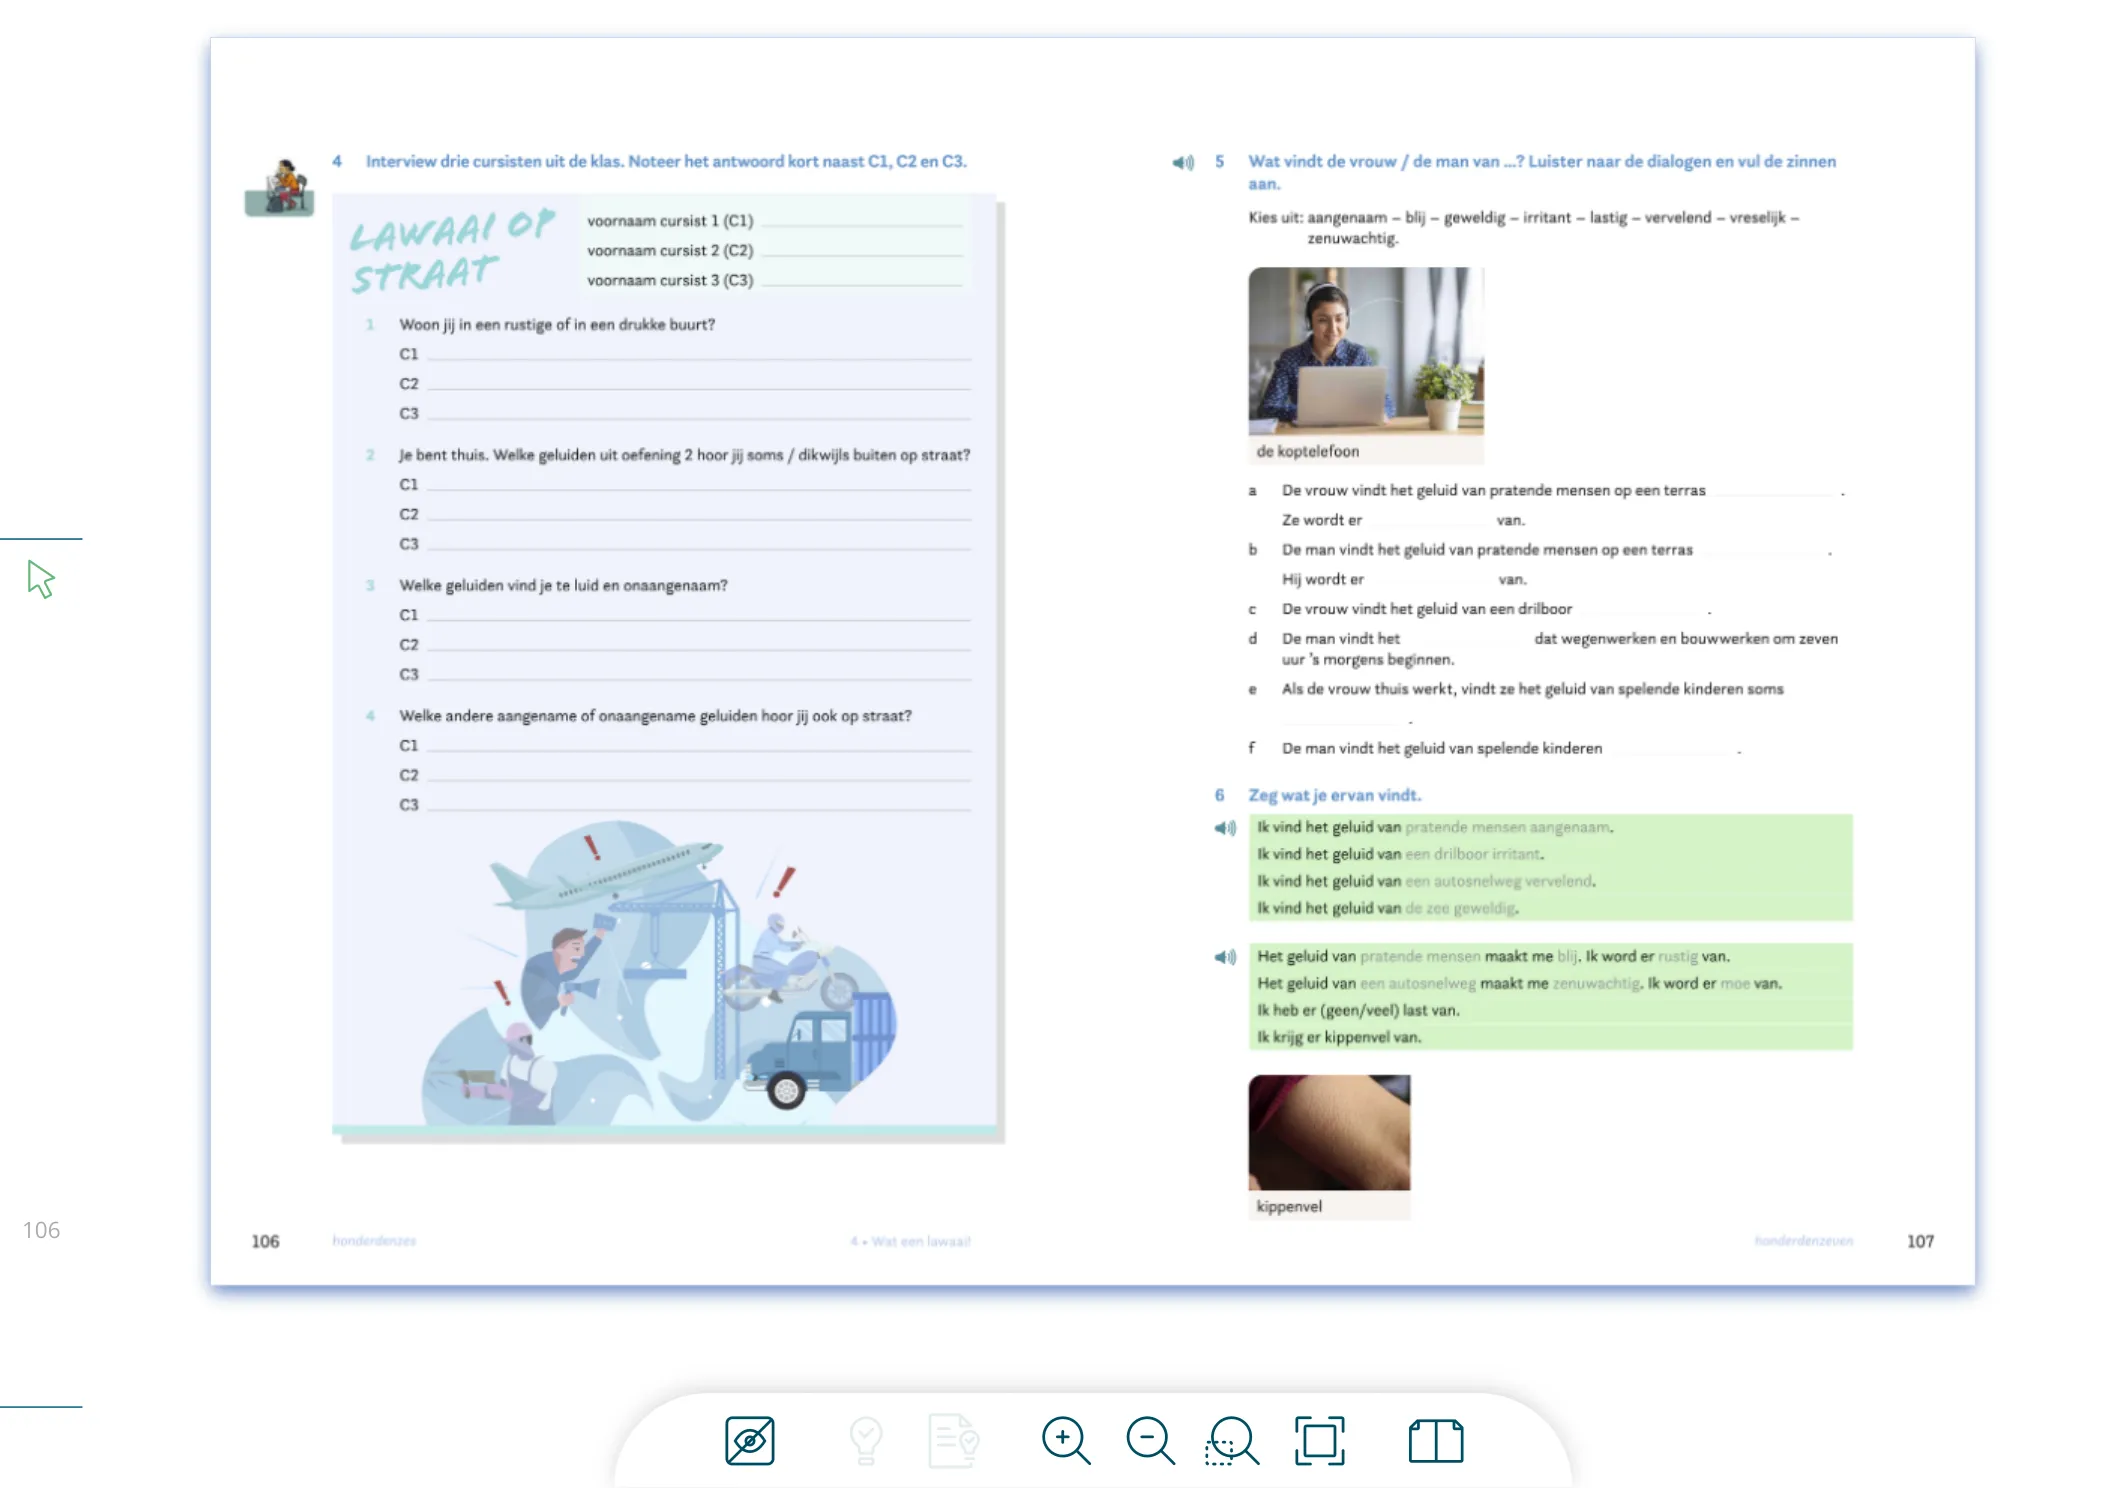 4 Interview drie cursisten uit de klas. Noteer het antwoord kort naast C1, C2 en C3.
LAWAAI OP
STRAAT
voornaam cursist 1 (C1)
voornaam cursist 2 (C2)
voornaam cursist 3 (C3)
1 Woon jij in een rustige of in een drukke buurt?
C1
C2
C3
2 Je bent thuis. Welke geluiden uit oefening 2 hoor jij soms / dikwijls buiten op straat?
C1
C2
C3
3 Welke geluiden vind je te luid en onaangenaam?
C1
C2
C3
4 Welke andere aangename of onaangename geluiden hoor jij ook op straat?
C1
C2
C3
106 honderdenzes 4 • Wat een lawaai!
5 Wat vindt de vrouw / de man van ...? Luister naar de dialogen en vul de zinnen
aan.
Kies uit: aangenaam – blij – geweldig – irritant – lastig – vervelend – vreselijk –
zenuwachtig.
de koptelefoon
a De vrouw vindt het geluid van pratende mensen op een terras .
Ze wordt er van.
b De man vindt het geluid van pratende mensen op een terras .
Hij wordt er van.
c De vrouw vindt het geluid van een drilboor .
d De man vindt het dat wegenwerken en bouwwerken om zeven
uur 's morgens beginnen.
e Als de vrouw thuis werkt, vindt ze het geluid van spelende kinderen soms
.
f De man vindt het geluid van spelende kinderen .
6 Zeg wat je ervan vindt.
Ik vind het geluid van pratende mensen aangenaam.
Ik vind het geluid van een drilboor irritant.
Ik vind het geluid van een autosnelweg vervelend.
Ik vind het geluid van de zee geweldig.
Het geluid van pratende mensen maakt me blij. Ik word er rustig van.
Het geluid van een autosnelweg maakt me zenuwachtig. Ik word er moe van.
Ik heb er (geen/veel) last van.
Ik krijg er kippenvel van.
kippenvel
honderdenzeven 107
106